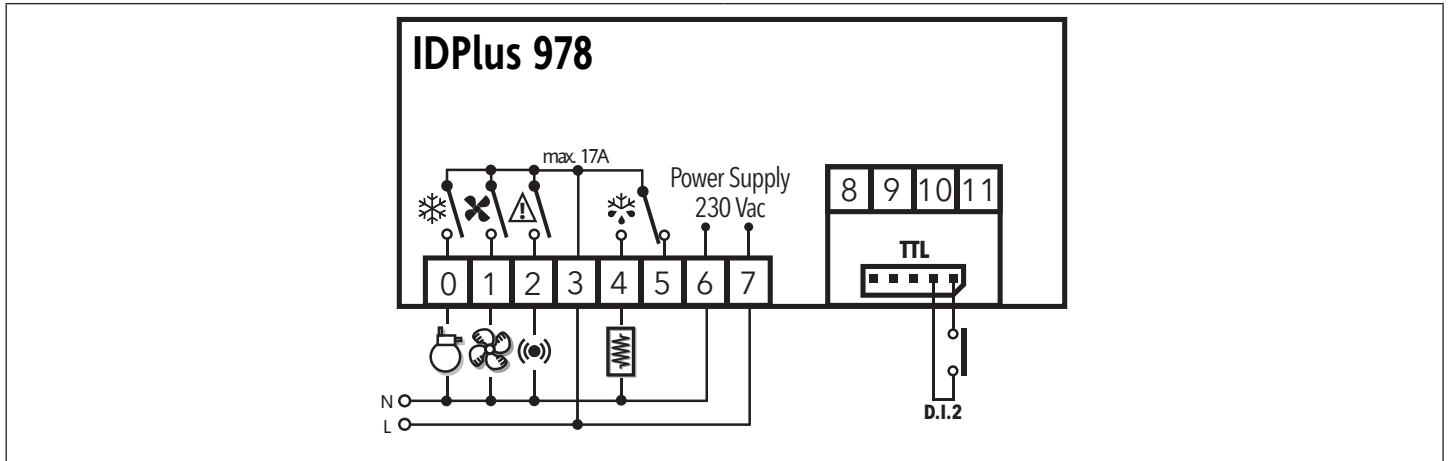 IDPlus 978
max. 17A
Power Supply
230 Vac
8 9 10 11
TTL
0 1 2 3 4 5 6 7
N
L
D.I.2